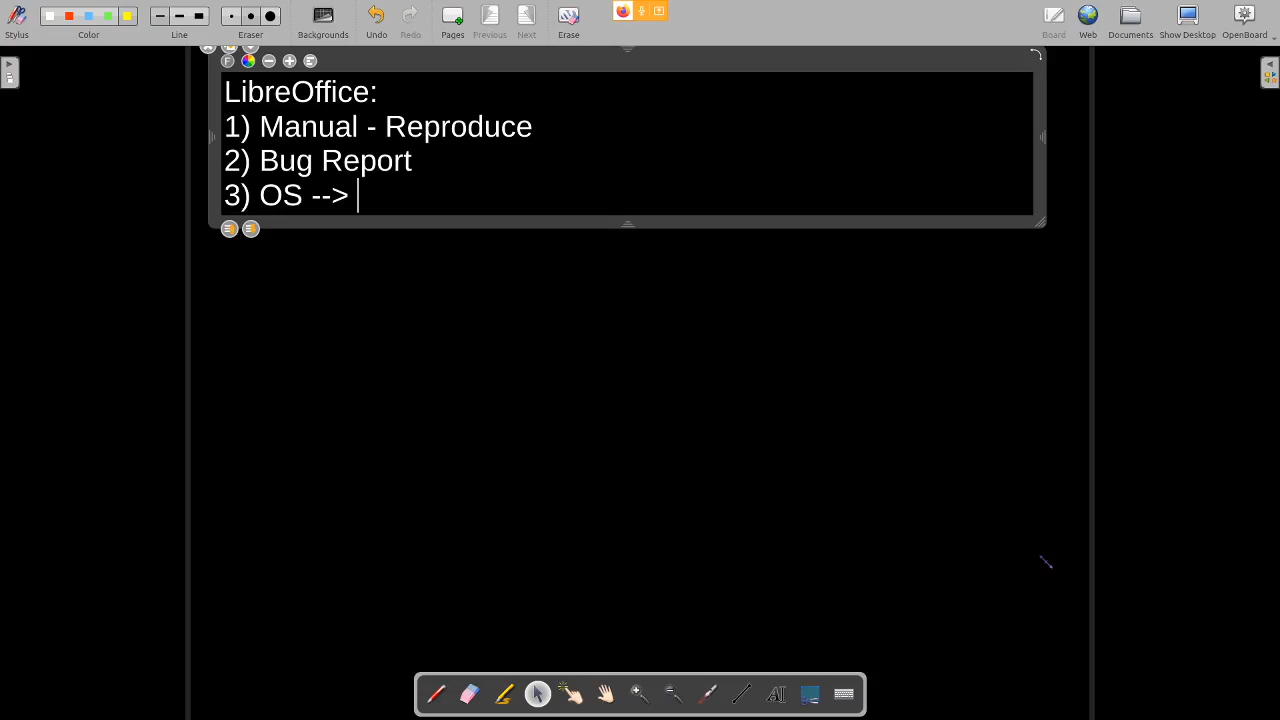 Stylus
Color
Line
Eraser
Backgrounds
Undo
Redo
Pages
Previous
Next
Erase
Board
Web
Documents
Show Desktop
OpenBoard
F
LibreOffice:
1) Manual - Reproduce
2) Bug Report
3) OS -->
AI